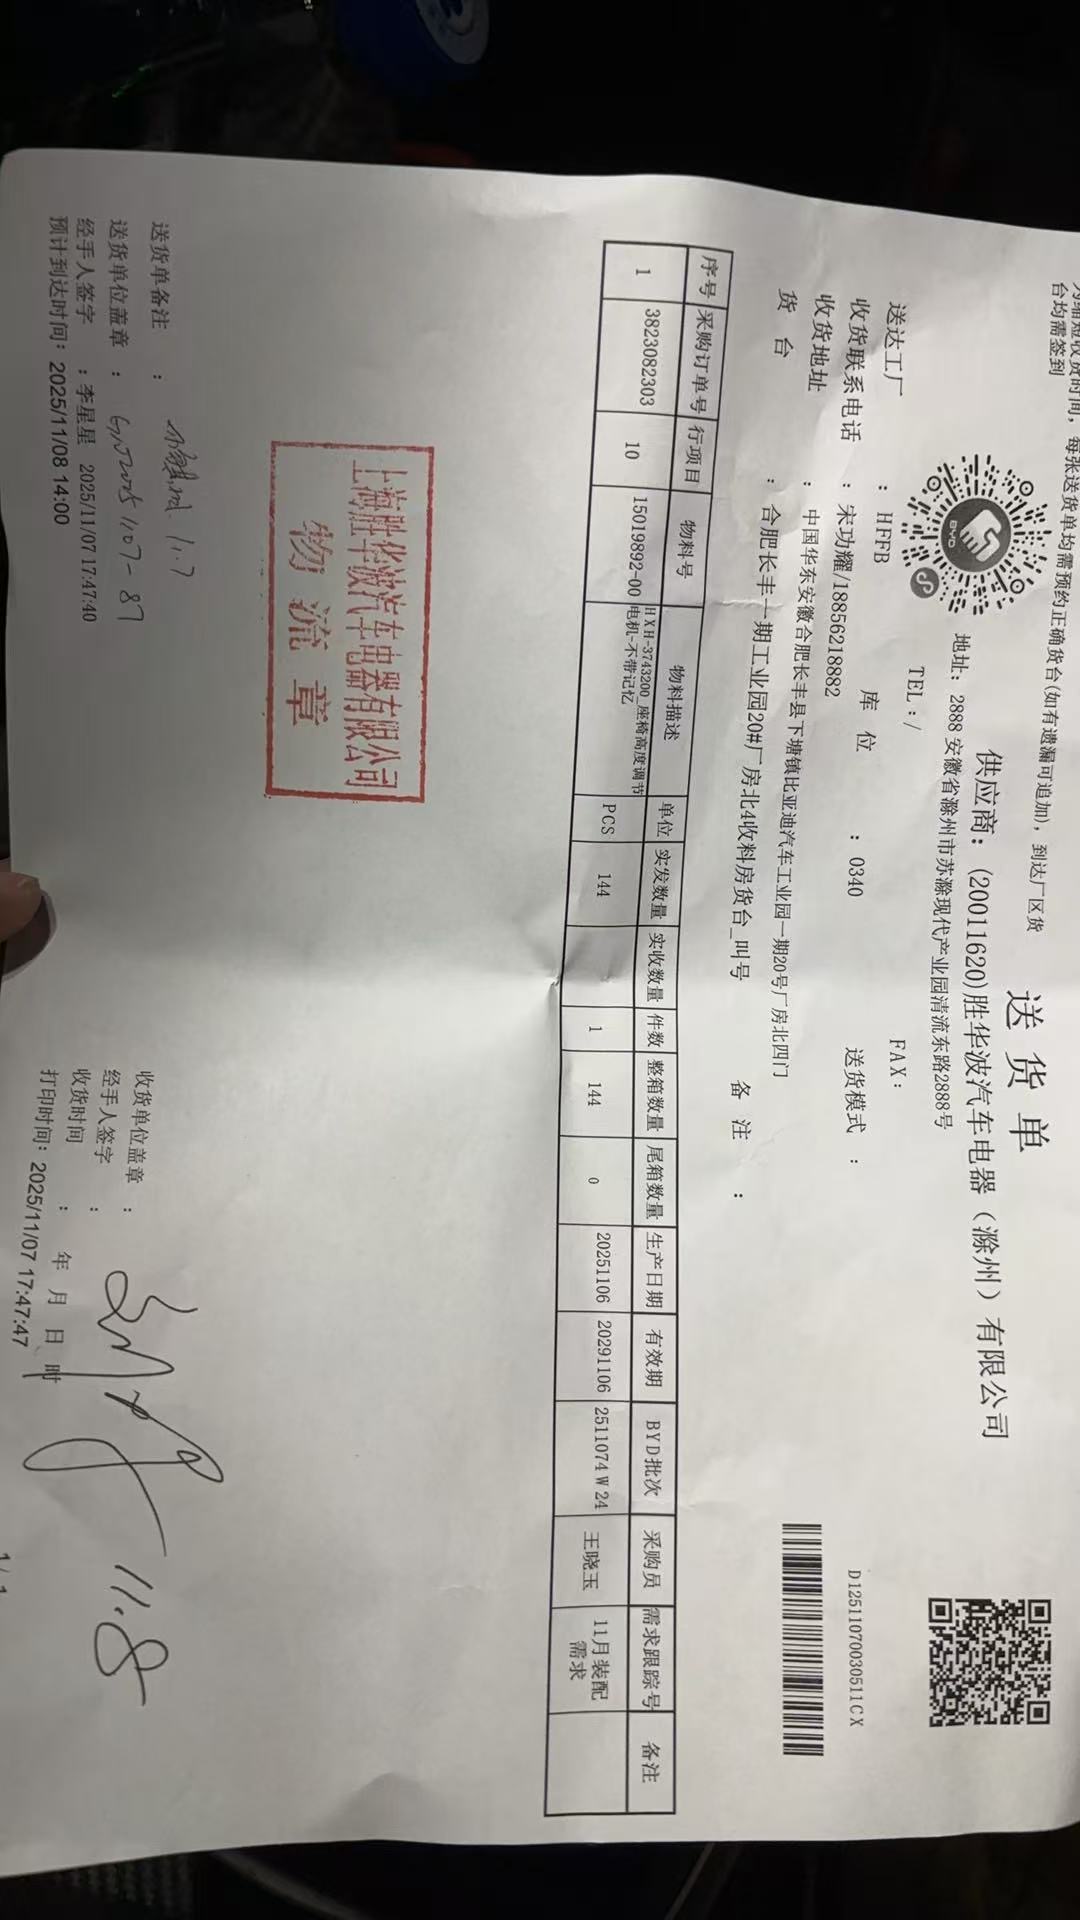 为缩短收货时间，每张送货单均需预约正确货台(如有遗漏可追加)，到达厂区货
台均需签到
送货单
供应商：(20011620)胜华波汽车电器（滁州）有限公司
地址：2888 安徽省滁州市苏滁现代产业园清流东路2888号
BYD
TEL:/ FAX:
D12511070030511CX
送达工厂 : HFFB 库位 : 0340 送货模式 :
收货联系电话 : 宋功耀/18856218882
收货地址 : 中国华东安徽合肥长丰县下塘镇比亚迪汽车工业园一期20号厂房北四门
货台 : 合肥长丰一期工业园20#厂房北4收料房货台_叫号 备注 :
序号 采购订单号 行项目 物料号 物料描述 单位 实发数量 实收数量 件数 整箱数量 尾箱数量 生产日期 有效期 BYD批次 采购员 需求跟踪号 备注
1 3823082303 10 15019892-00 HXH-3743200_座椅高度调节电机-不带记忆 PCS 144 1 144 0 20251106 20291106 2511074W24 王晓玉 11月装配需求
上海胜华波汽车电器有限公司
物流章
送货单备注 : 11.7
送货单位盖章 : 收货单位盖章 :
经手人签字 : 李星星 2025/11/07 17:47:40 经手人签字 :
收货时间 : 年 月 日 时
预计到达时间: 2025/11/08 14:00 打印时间: 2025/11/07 17:47:47
11.8
1/1